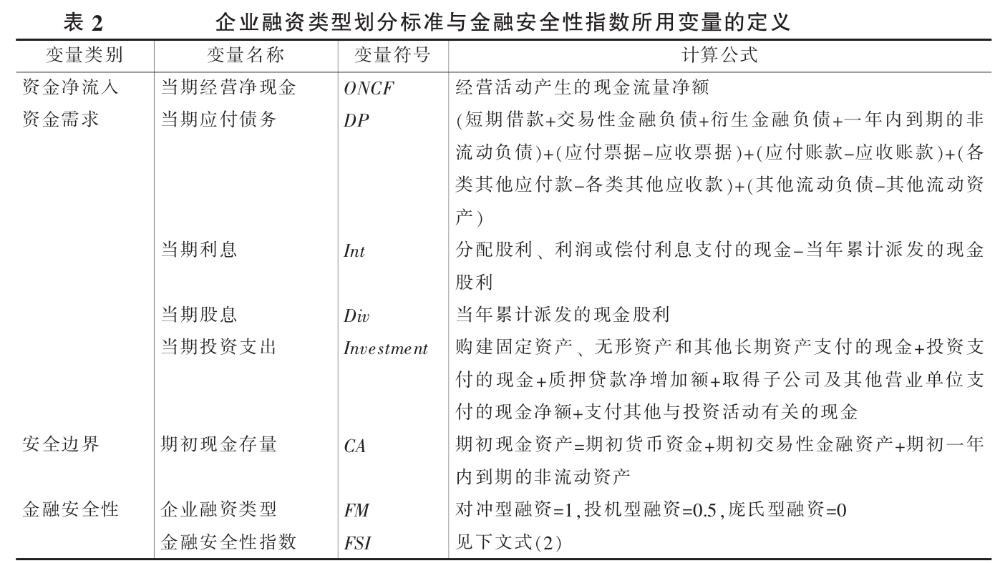 表 2 企业融资类型划分标准与金融安全性指数所用变量的定义
变量类别 变量名称 变量符号 计算公式
资金净流入 当期经营净现金 ONCF 经营活动产生的现金流量净额
资金需求 当期应付债务 DP (短期借款+交易性金融负债+衍生金融负债+一年内到期的非
流动负债)+(应付票据-应收票据)+(应付账款-应收账款)+(各
类其他应付款-各类其他应收款)+(其他流动负债-其他流动资
产)
当期利息 Int 分配股利、利润或偿付利息支付的现金-当年累计派发的现金
股利
当期股息 Div 当年累计派发的现金股利
当期投资支出 Investment 购建固定资产、无形资产和其他长期资产支付的现金+投资支
付的现金+质押贷款净增加额+取得子公司及其他营业单位支
付的现金净额+支付其他与投资活动有关的现金
安全边界 期初现金存量 CA 期初现金资产=期初货币资金+期初交易性金融资产+期初一年
内到期的非流动资产
金融安全性 企业融资类型 FM 对冲型融资=1,投机型融资=0.5,庞氏型融资=0
金融安全性指数 FSI 见下文式(2)